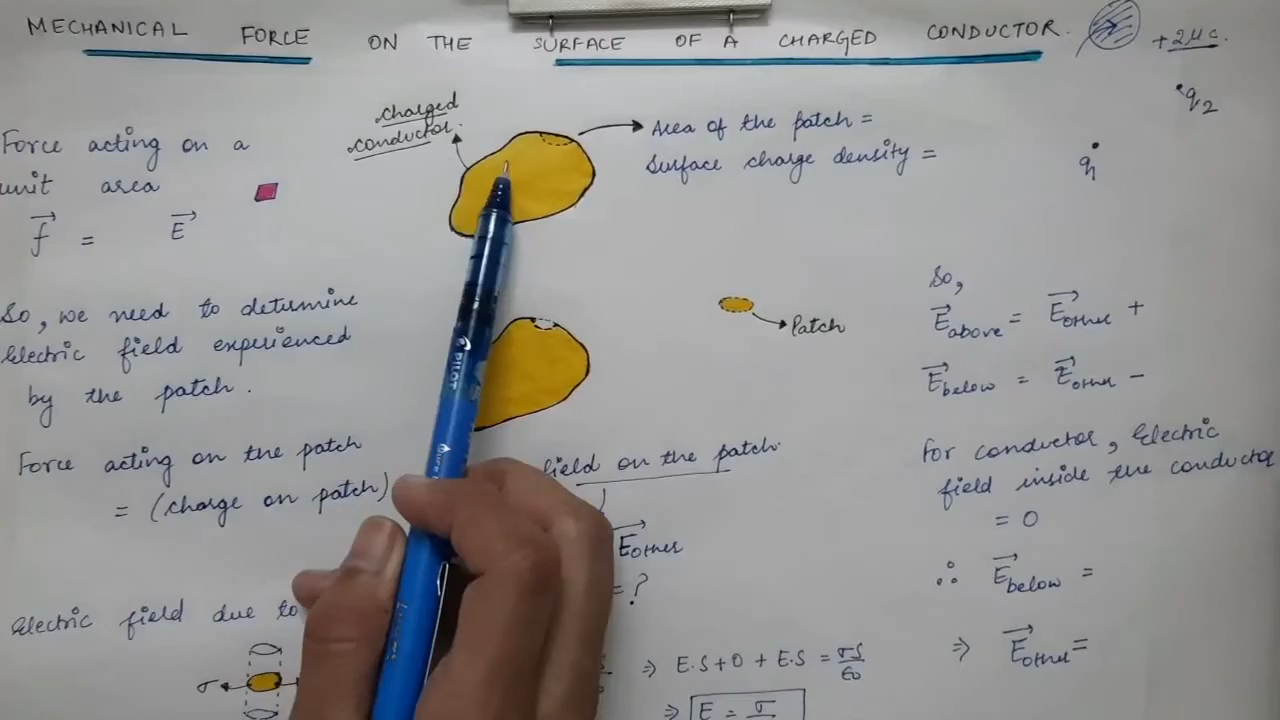 MECHANICAL FORCE ON THE SURFACE OF A CHARGED CONDUCTOR.
+2μc.
q2
q1
charged
conductor.
Area of the patch =
Surface charge density =
Force acting on a
unit area
f = E
So, we need to determine
Electric field experienced
by the patch.
Patch
So,
E above = E other +
E below = E other −
Force acting on the patch
= (charge on patch)
field on the patch.
E other
= ?
For conductor, Electric
field inside the conductor
= 0
∴ E below =
⇒ E other =
Electric field due to
σ
⇒ E.S + 0 + E.S = σS/ε0
⇒ E = σ
PILOT